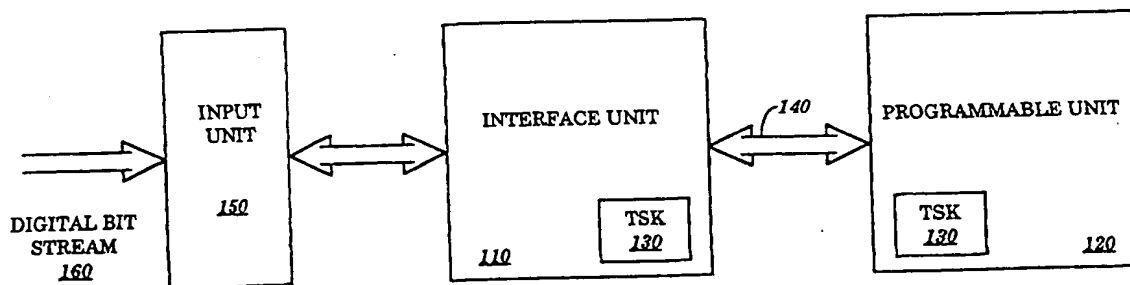 INPUT
UNIT
150
DIGITAL BIT
STREAM
160
INTERFACE UNIT
TSK
130
110
140
PROGRAMMABLE UNIT
TSK
130
120